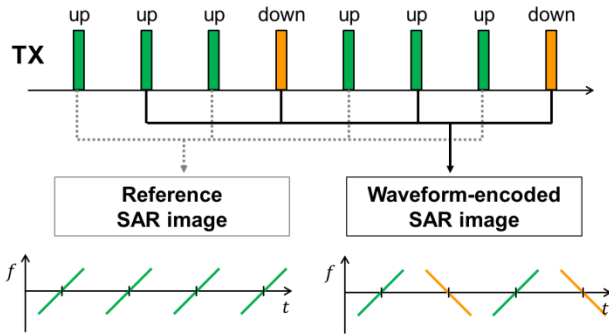 up up up down up up up down
TX
Reference
SAR image
Waveform-encoded
SAR image
f
t
f
t